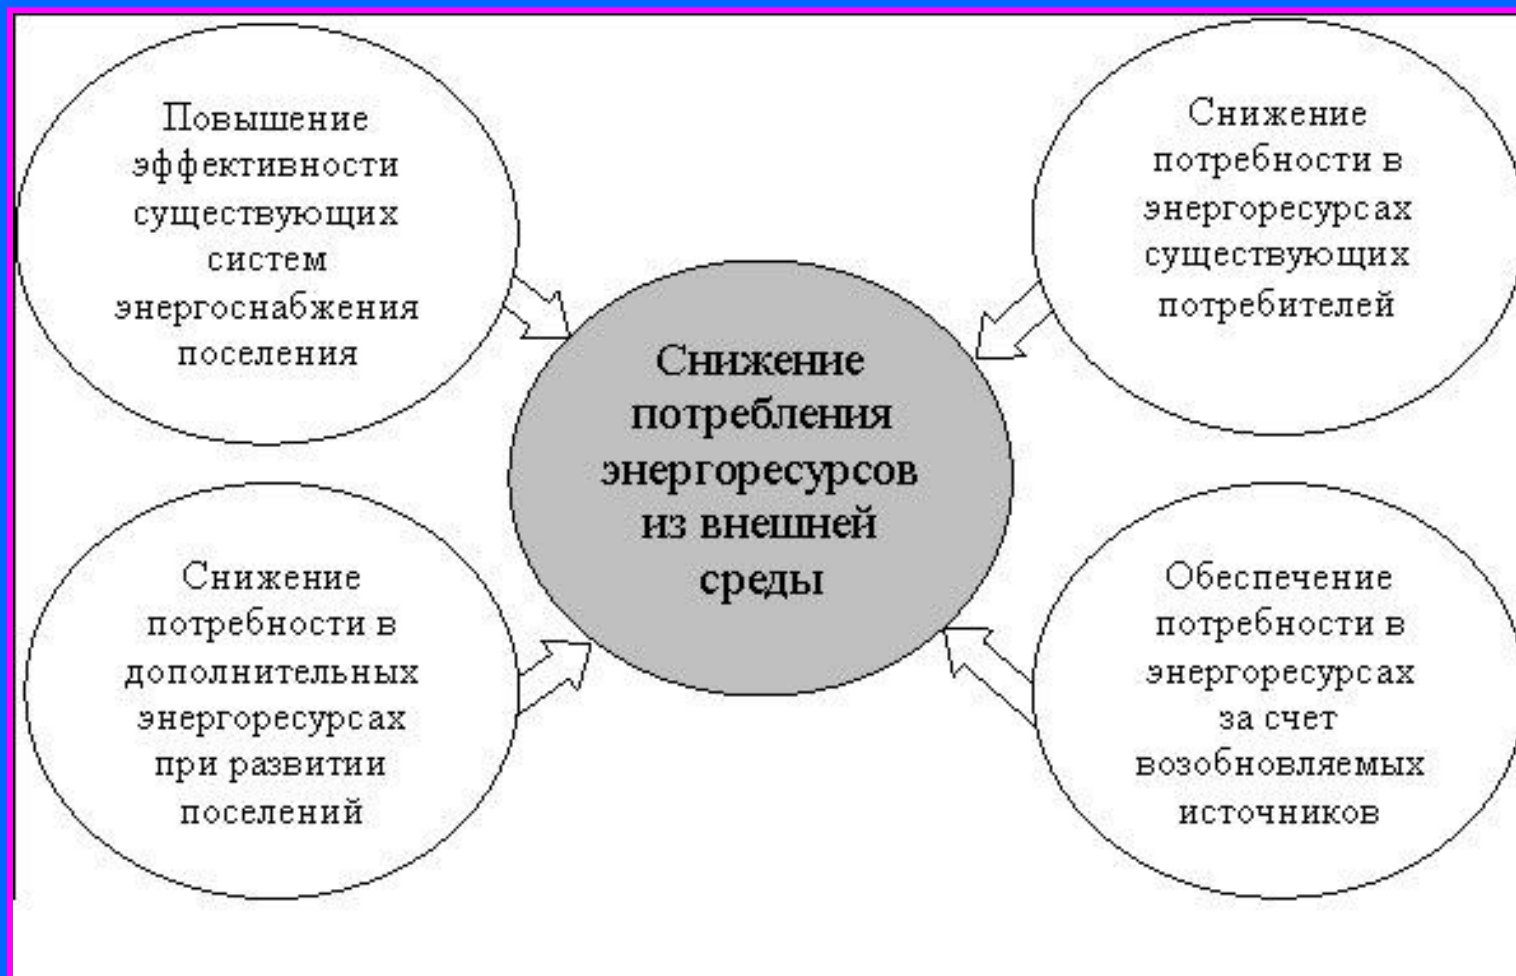 Повышение
эффективности
существующих
систем
энергоснабжения
поселения
Снижение
потребности в
энергоресурсах
существующих
потребителей
Снижение
потребления
энергоресурсов
из внешней
среды
Снижение
потребности в
дополнительных
энергоресурсах
при развитии
поселений
Обеспечение
потребности в
энергоресурсах
за счет
возобновляемых
источников